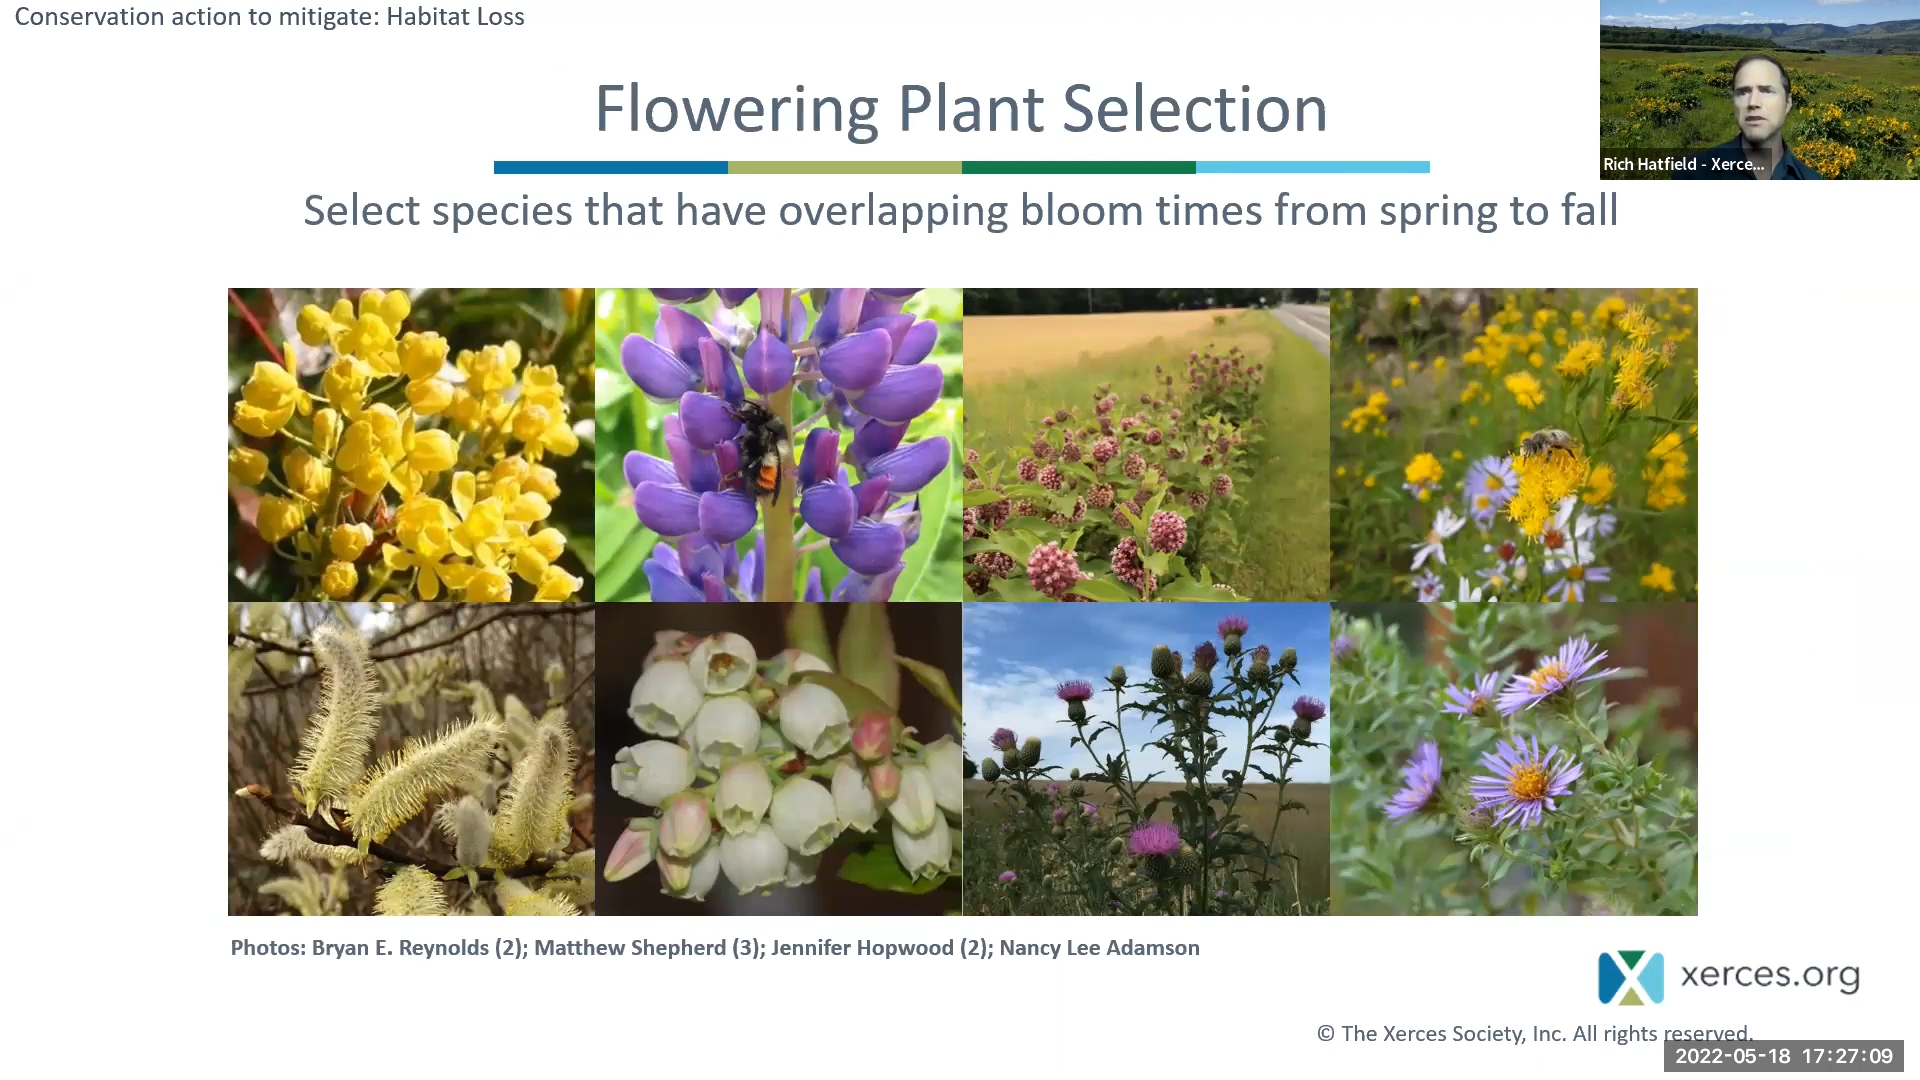 Conservation action to mitigate: Habitat Loss
Flowering Plant Selection
Rich Hatfield - Xerce...
Select species that have overlapping bloom times from spring to fall
Photos: Bryan E. Reynolds (2); Matthew Shepherd (3); Jennifer Hopwood (2); Nancy Lee Adamson
xerces.org
© The Xerces Society, Inc. All rights reserved.
2022-05-18 17:27:09